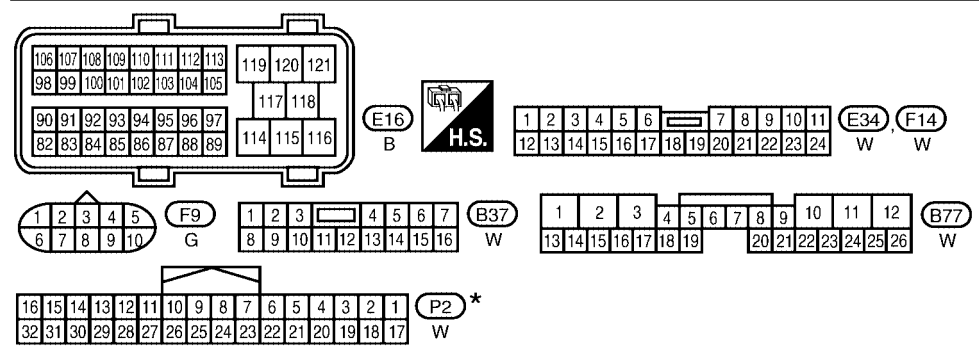 106 107 108 109 110 111 112 113 119 120 121
98 99 100 101 102 103 104 105
117 118
90 91 92 93 94 95 96 97
82 83 84 85 86 87 88 89 114 115 116
E16
B
H.S.
1 2 3 4 5 6 7 8 9 10 11
12 13 14 15 16 17 18 19 20 21 22 23 24
E34 , F14
W W
1 2 3 4 5
6 7 8 9 10
F9
G
1 2 3 4 5 6 7
8 9 10 11 12 13 14 15 16
B37
W
1 2 3 4 5 6 7 8 9 10 11 12
13 14 15 16 17 18 19 20 21 22 23 24 25 26
B77
W
16 15 14 13 12 11 10 9 8 7 6 5 4 3 2 1
32 31 30 29 28 27 26 25 24 23 22 21 20 19 18 17
P2 *
W